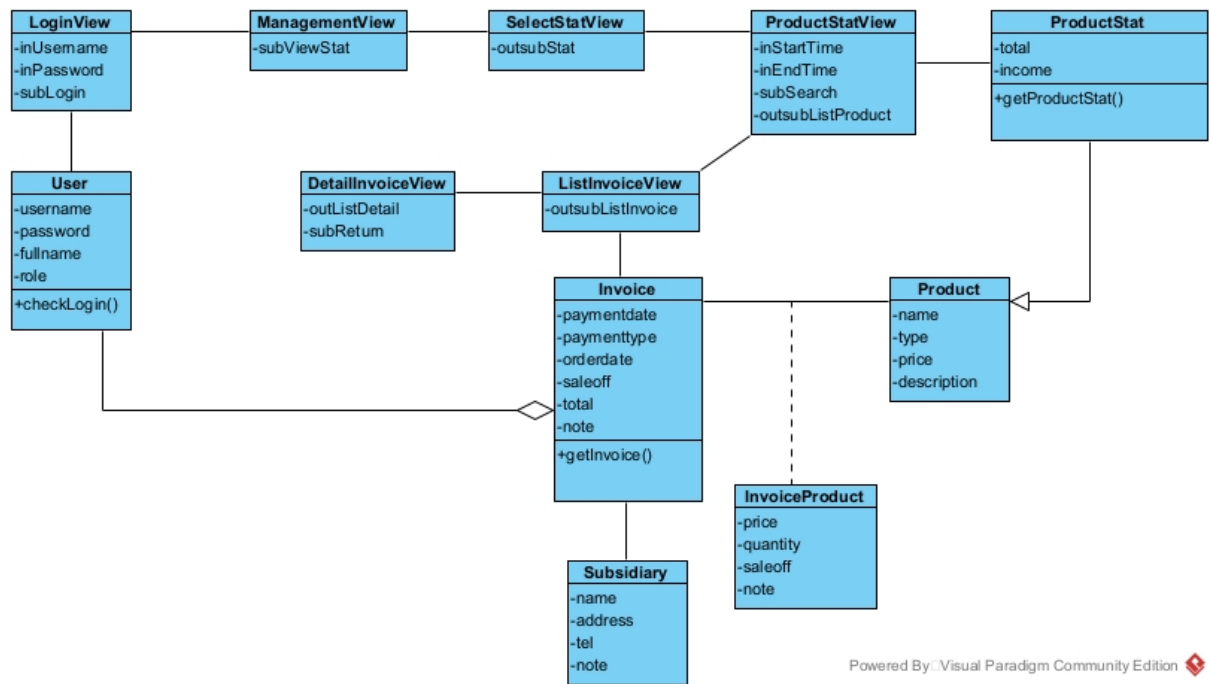 LoginView
-inUsername
-inPassword
-subLogin
ManagementView
-subViewStat
SelectStatView
-outsubStat
ProductStatView
-inStartTime
-inEndTime
-subSearch
-outsubListProduct
ProductStat
-total
-income
+getProductStat()
User
-username
-password
-fullname
-role
+checkLogin()
DetailInvoiceView
-outListDetail
-subReturn
ListInvoiceView
-outsubListInvoice
Invoice
-paymentdate
-paymenttype
-orderdate
-saleoff
-total
-note
+getInvoice()
Product
-name
-type
-price
-description
InvoiceProduct
-price
-quantity
-saleoff
-note
Subsidiary
-name
-address
-tel
-note
Powered By Visual Paradigm Community Edition